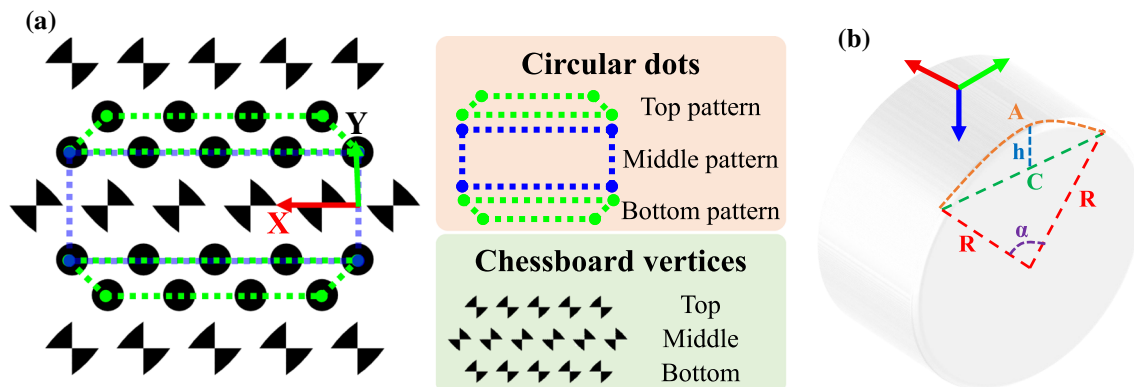 (a)
Y
X
Circular dots
Top pattern
Middle pattern
Bottom pattern
Chessboard vertices
Top
Middle
Bottom
(b)
A
h
C
R
R
α